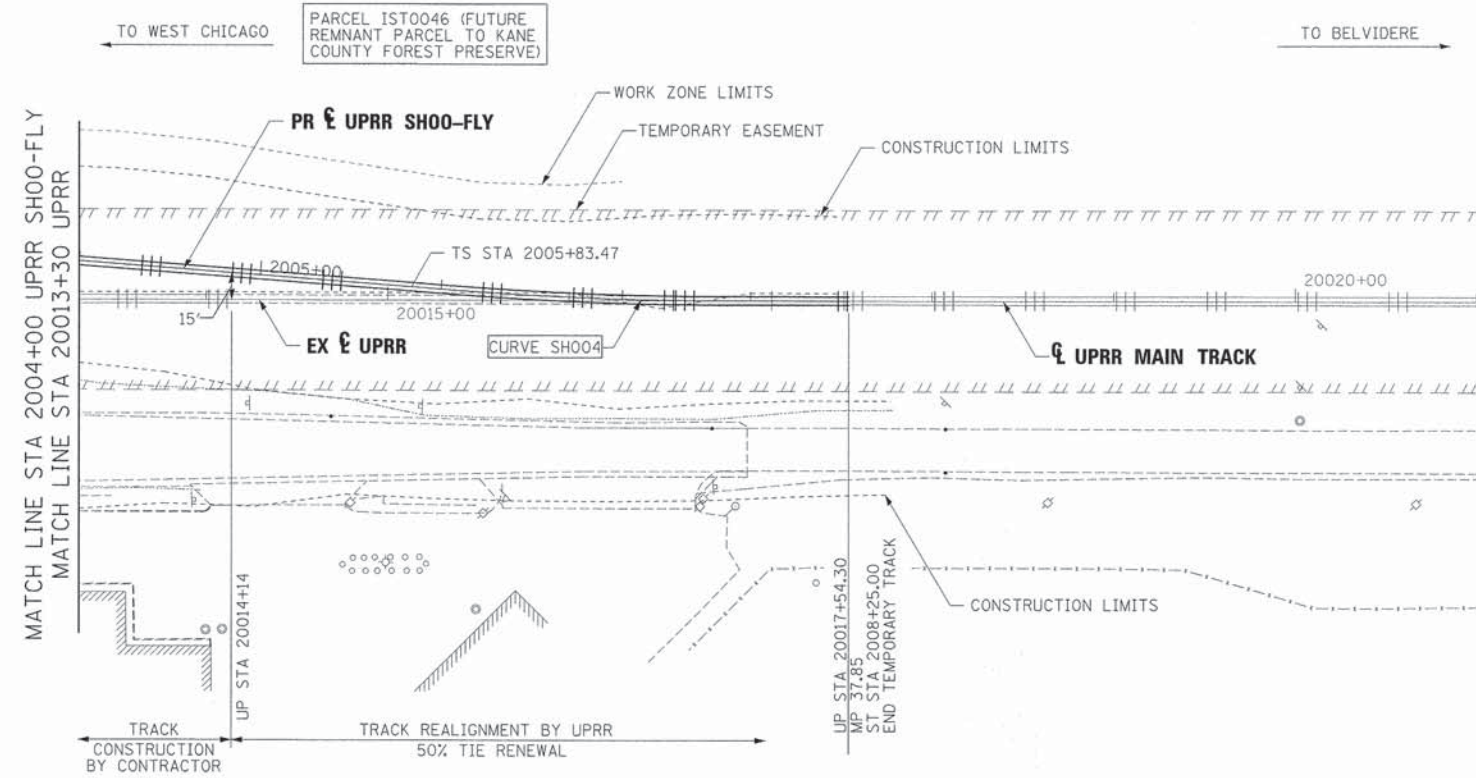 TO WEST CHICAGO
PARCEL IST0046 (FUTURE
REMNANT PARCEL TO KANE
COUNTY FOREST PRESERVE)
TO BELVIDERE
WORK ZONE LIMITS
PR ℄ UPRR SHOO-FLY
TEMPORARY EASEMENT
CONSTRUCTION LIMITS
MATCH LINE STA 2004+00 UPRR SHOO-FLY
MATCH LINE STA 20013+30 UPRR
TS STA 2005+83.47
2005+00
20020+00
15'
20015+00
EX ℄ UPRR
CURVE SH004
℄ UPRR MAIN TRACK
UP STA 20014+14
UP STA 20017+54.30
MP 37.85
ST STA 2008+25.00
END TEMPORARY TRACK
CONSTRUCTION LIMITS
TRACK
CONSTRUCTION
BY CONTRACTOR
TRACK REALIGNMENT BY UPRR
50% TIE RENEWAL